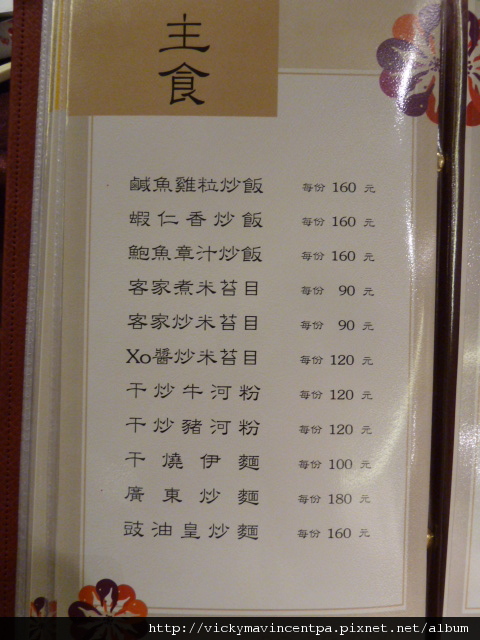 主
食
鹹魚雞粒炒飯 每份 160 元
蝦仁香炒飯 每份 160 元
鮑魚章汁炒飯 每份 160 元
客家煮米苔目 每份 90 元
客家炒米苔目 每份 90 元
Xo醬炒米苔目 每份 120 元
干炒牛河粉 每份 120 元
干炒豬河粉 每份 120 元
干燒伊麵 每份 100 元
廣東炒麵 每份 180 元
豉油皇炒麵 每份 160 元
http://vickymavincentpa.pixnet.net/album